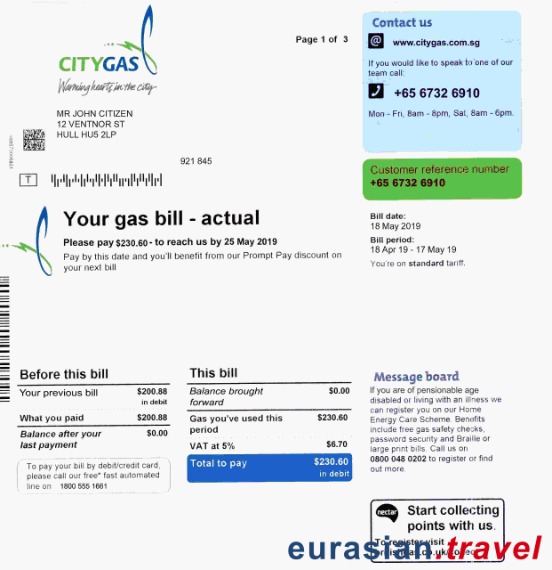 CITYGAS
Warming hearts in the city
Page 1 of 3
MR JOHN CITIZEN
12 VENTNOR ST
HULL HU5 2LP
921 845
T
Contact us
@ www.citygas.com.sg
If you would like to speak to one of our
team call:
+65 6732 6910
Mon - Fri, 8am - 8pm, Sat, 8am - 6pm.
Customer reference number
+65 6732 6910
Your gas bill - actual
Please pay $230.60 - to reach us by 25 May 2019
Pay by this date and you'll benefit from our Prompt Pay discount on
your next bill
Bill date:
18 May 2019
Bill period:
18 Apr 19 - 17 May 19
You're on standard tariff.
Before this bill
Your previous bill $200.88
in debit
What you paid $200.88
Balance after your $0.00
last payment
To pay your bill by debit/credit card,
please call our free* fast automated
line on 1800 555 1661
This bill
Balance brought $0.00
forward
Gas you've used this $230.60
period
VAT at 5% $6.70
Total to pay $230.60
in debit
Message board
If you are of pensionable age
disabled or living with an illness we
can register you on our Home
Energy Care Scheme. Benefits
include free gas safety checks,
password security and Braille or
large print bills. Call us on
0800 048 0202 to register or find
out more.
nectar
Start collecting
points with us.
To register visit
eurasian.travel